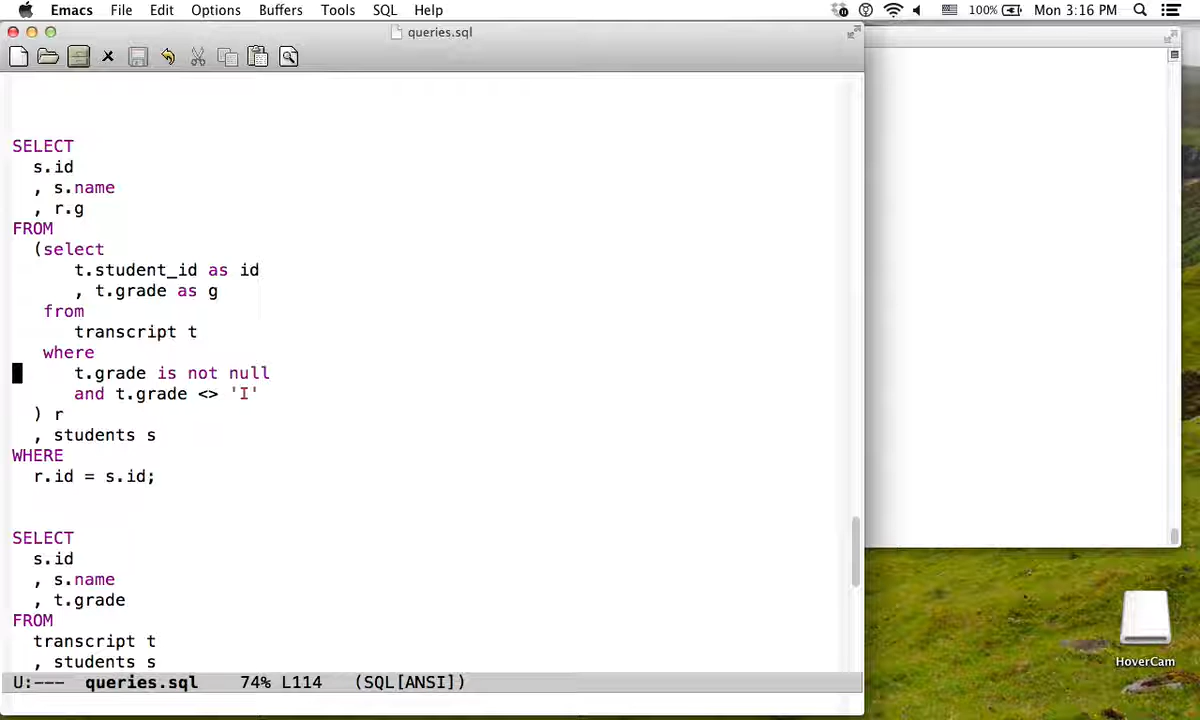 Emacs File Edit Options Buffers Tools SQL Help 100% Mon 3:16 PM
queries.sql
SELECT
s.id
, s.name
, r.g
FROM
(select
t.student_id as id
, t.grade as g
from
transcript t
where
t.grade is not null
and t.grade <> 'I'
) r
, students s
WHERE
r.id = s.id;
SELECT
s.id
, s.name
, t.grade
FROM
transcript t
, students s
U:--- queries.sql 74% L114 (SQL[ANSI])
HoverCam